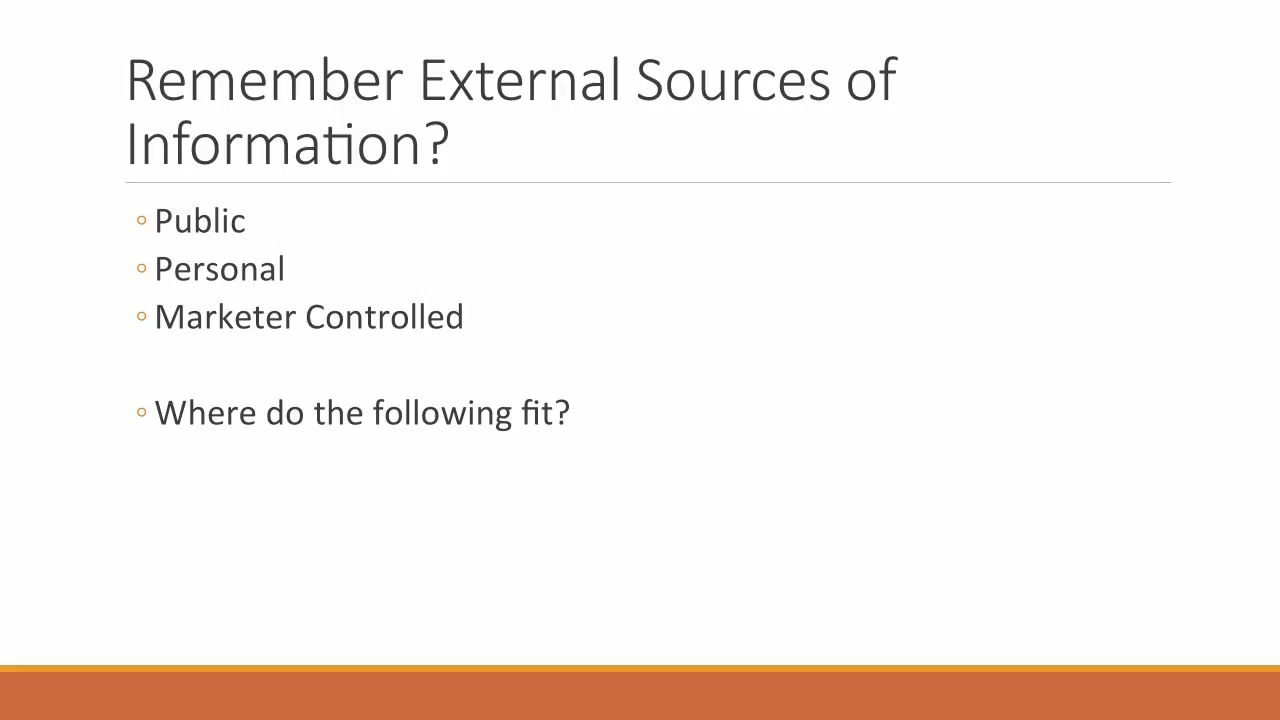 Remember External Sources of
Information?
◦ Public
◦ Personal
◦ Marketer Controlled
◦ Where do the following fit?